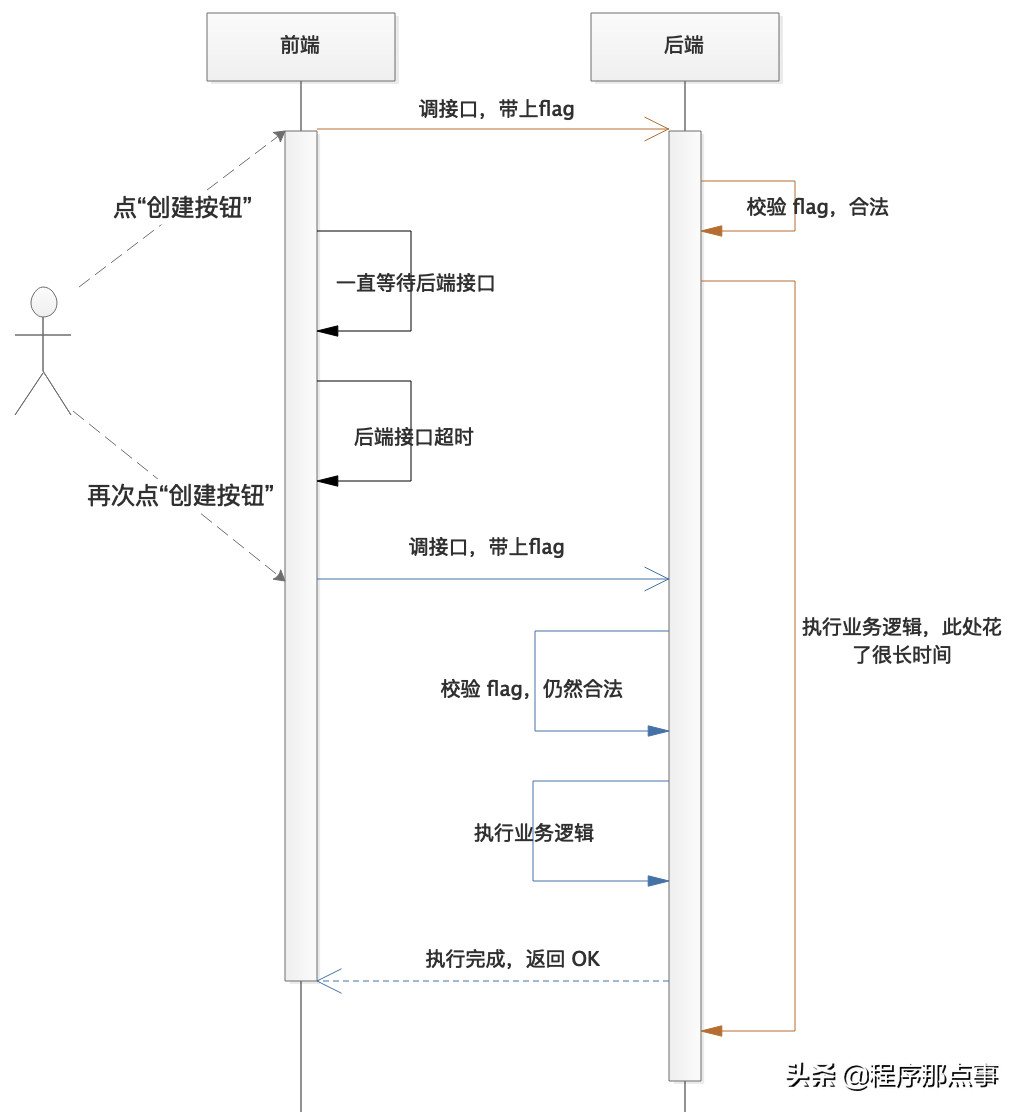 前端
后端
调接口，带上flag
点“创建按钮”
校验 flag，合法
一直等待后端接口
后端接口超时
再次点“创建按钮”
调接口，带上flag
执行业务逻辑，此处花
了很长时间
校验 flag，仍然合法
执行业务逻辑
执行完成，返回 OK
头条 @程序那点事